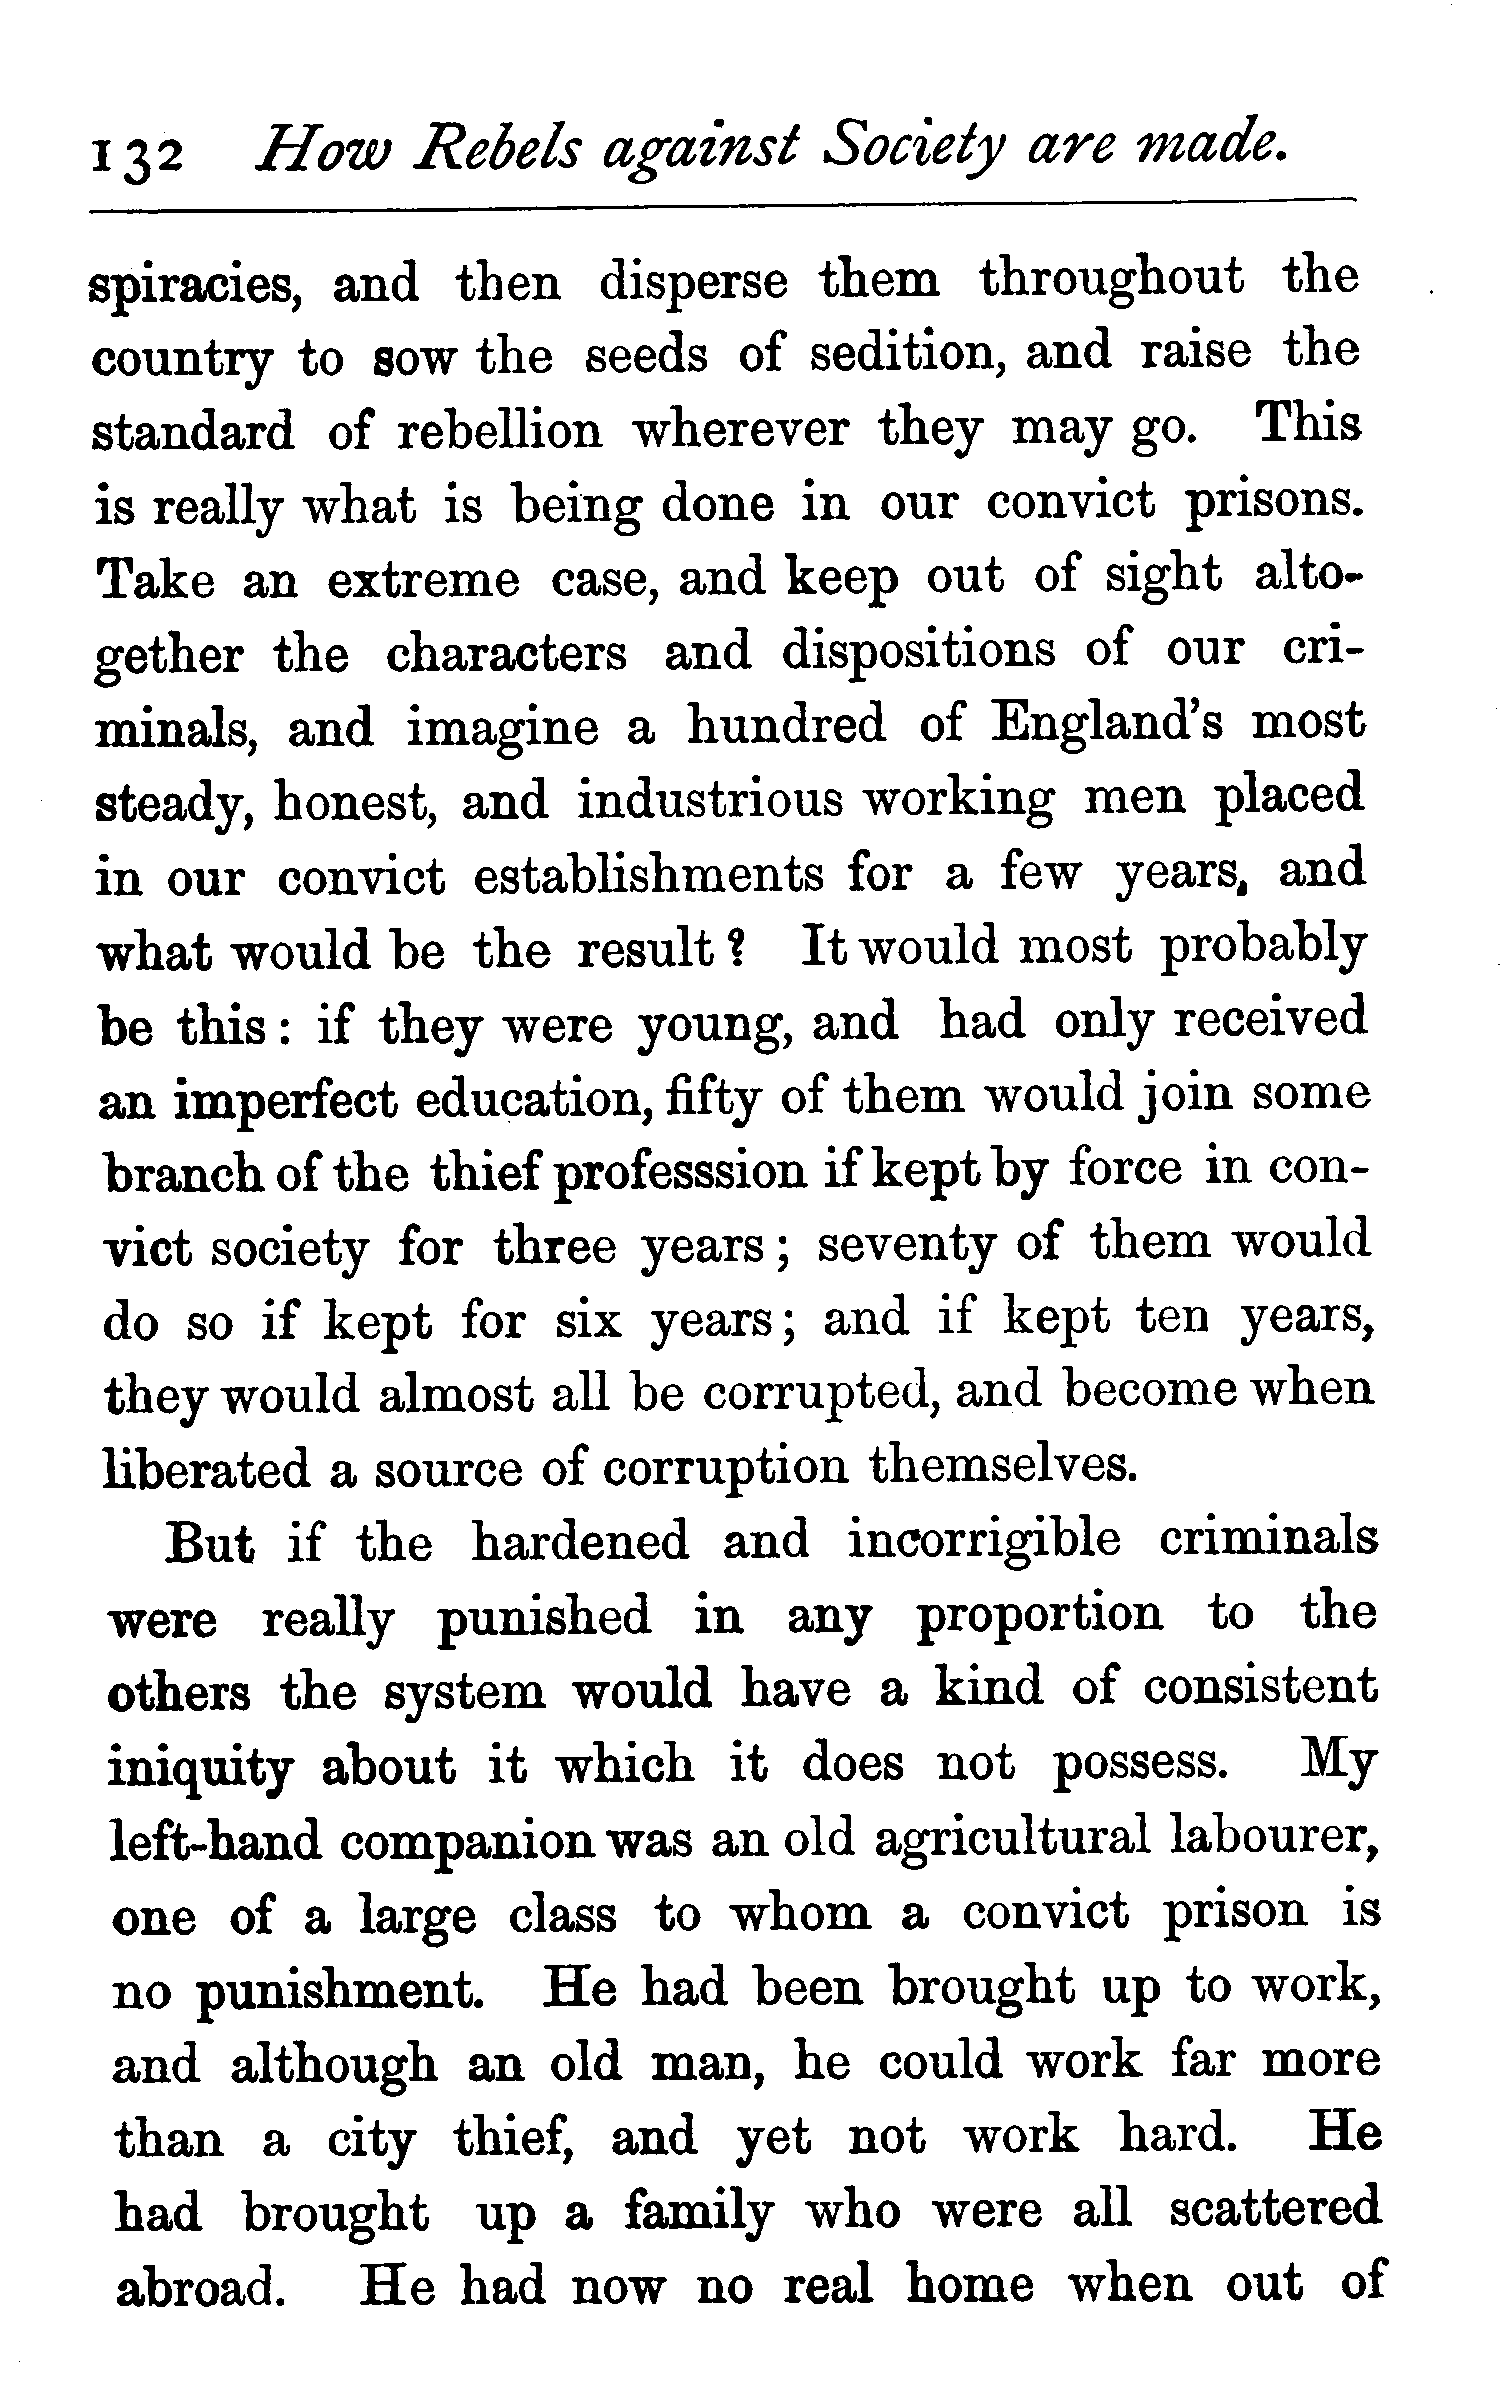 132 How Rebels against Society are made.
spiracies, and then disperse them throughout the
country to sow the seeds of sedition, and raise the
standard of rebellion wherever they may go. This
is really what is being done in our convict prisons.
Take an extreme case, and keep out of sight alto-
gether the characters and dispositions of our cri-
minals, and imagine a hundred of England's most
steady, honest, and industrious working men placed
in our convict establishments for a few years, and
what would be the result? It would most probably
be this: if they were young, and had only received
an imperfect education, fifty of them would join some
branch of the thief professsion if kept by force in con-
vict society for three years; seventy of them would
do so if kept for six years; and if kept ten years,
they would almost all be corrupted, and become when
liberated a source of corruption themselves.
But if the hardened and incorrigible criminals
were really punished in any proportion to the
others the system would have a kind of consistent
iniquity about it which it does not possess. My
left-hand companion was an old agricultural labourer,
one of a large class to whom a convict prison is
no punishment. He had been brought up to work,
and although an old man, he could work far more
than a city thief, and yet not work hard. He
had brought up a family who were all scattered
abroad. He had now no real home when out of